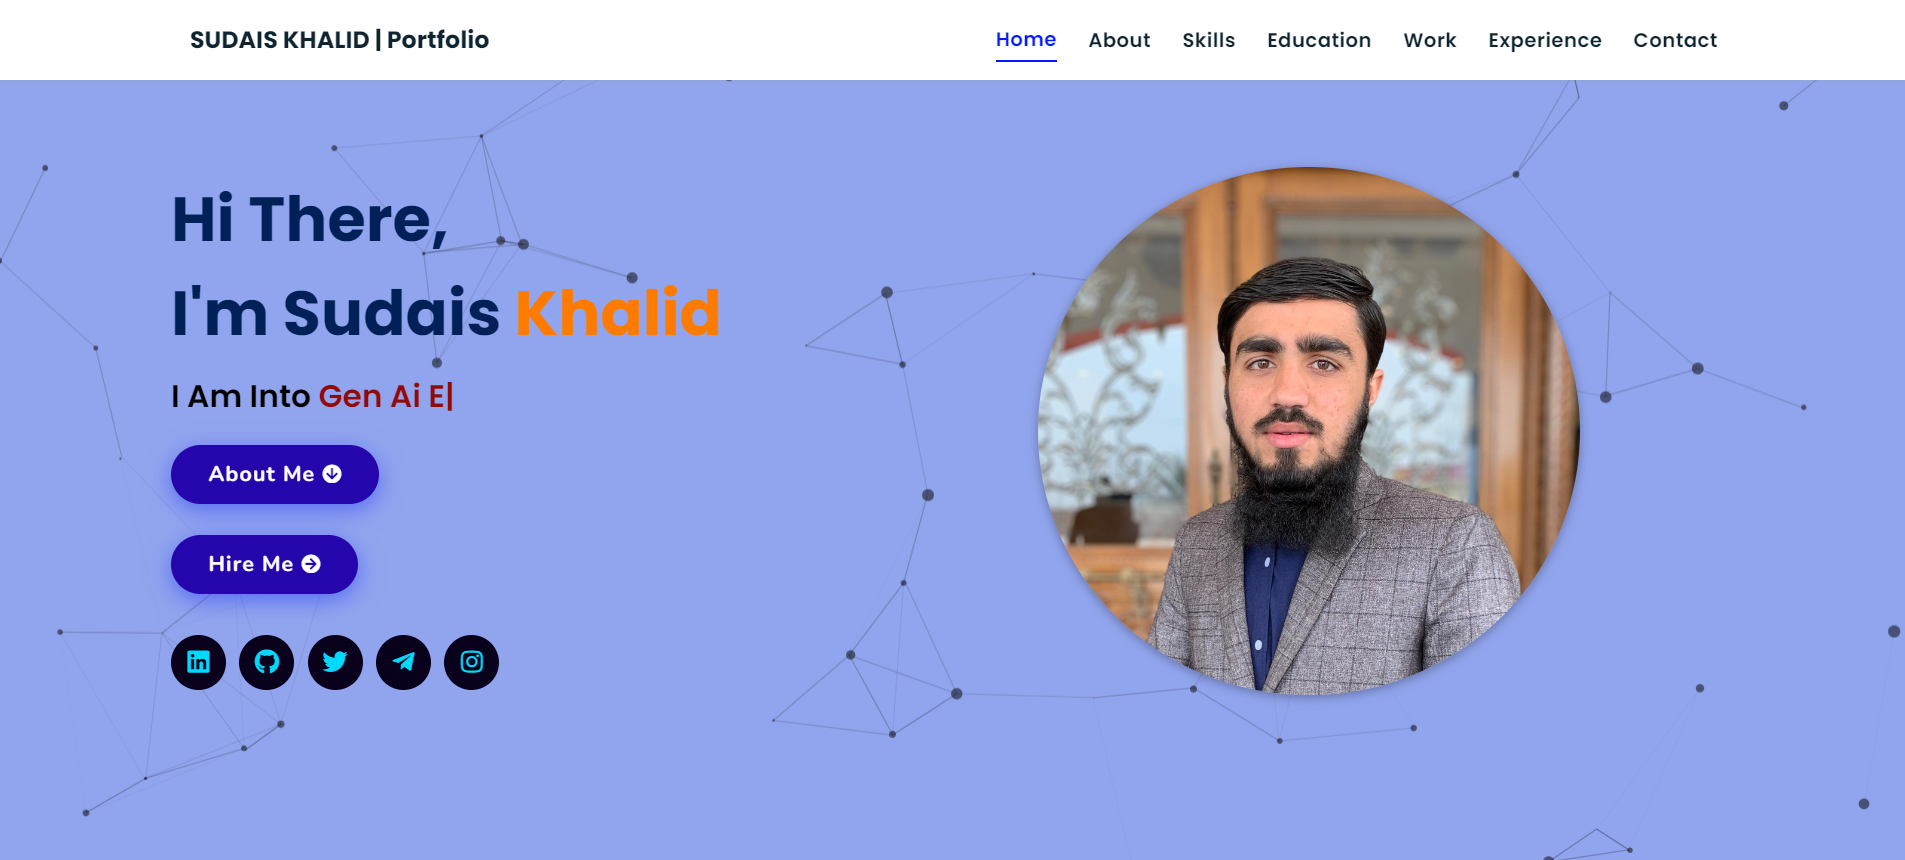 SUDAIS KHALID | Portfolio
Home About Skills Education Work Experience Contact
Hi There,
I'm Sudais Khalid
I Am Into Gen Ai E|
About Me
Hire Me